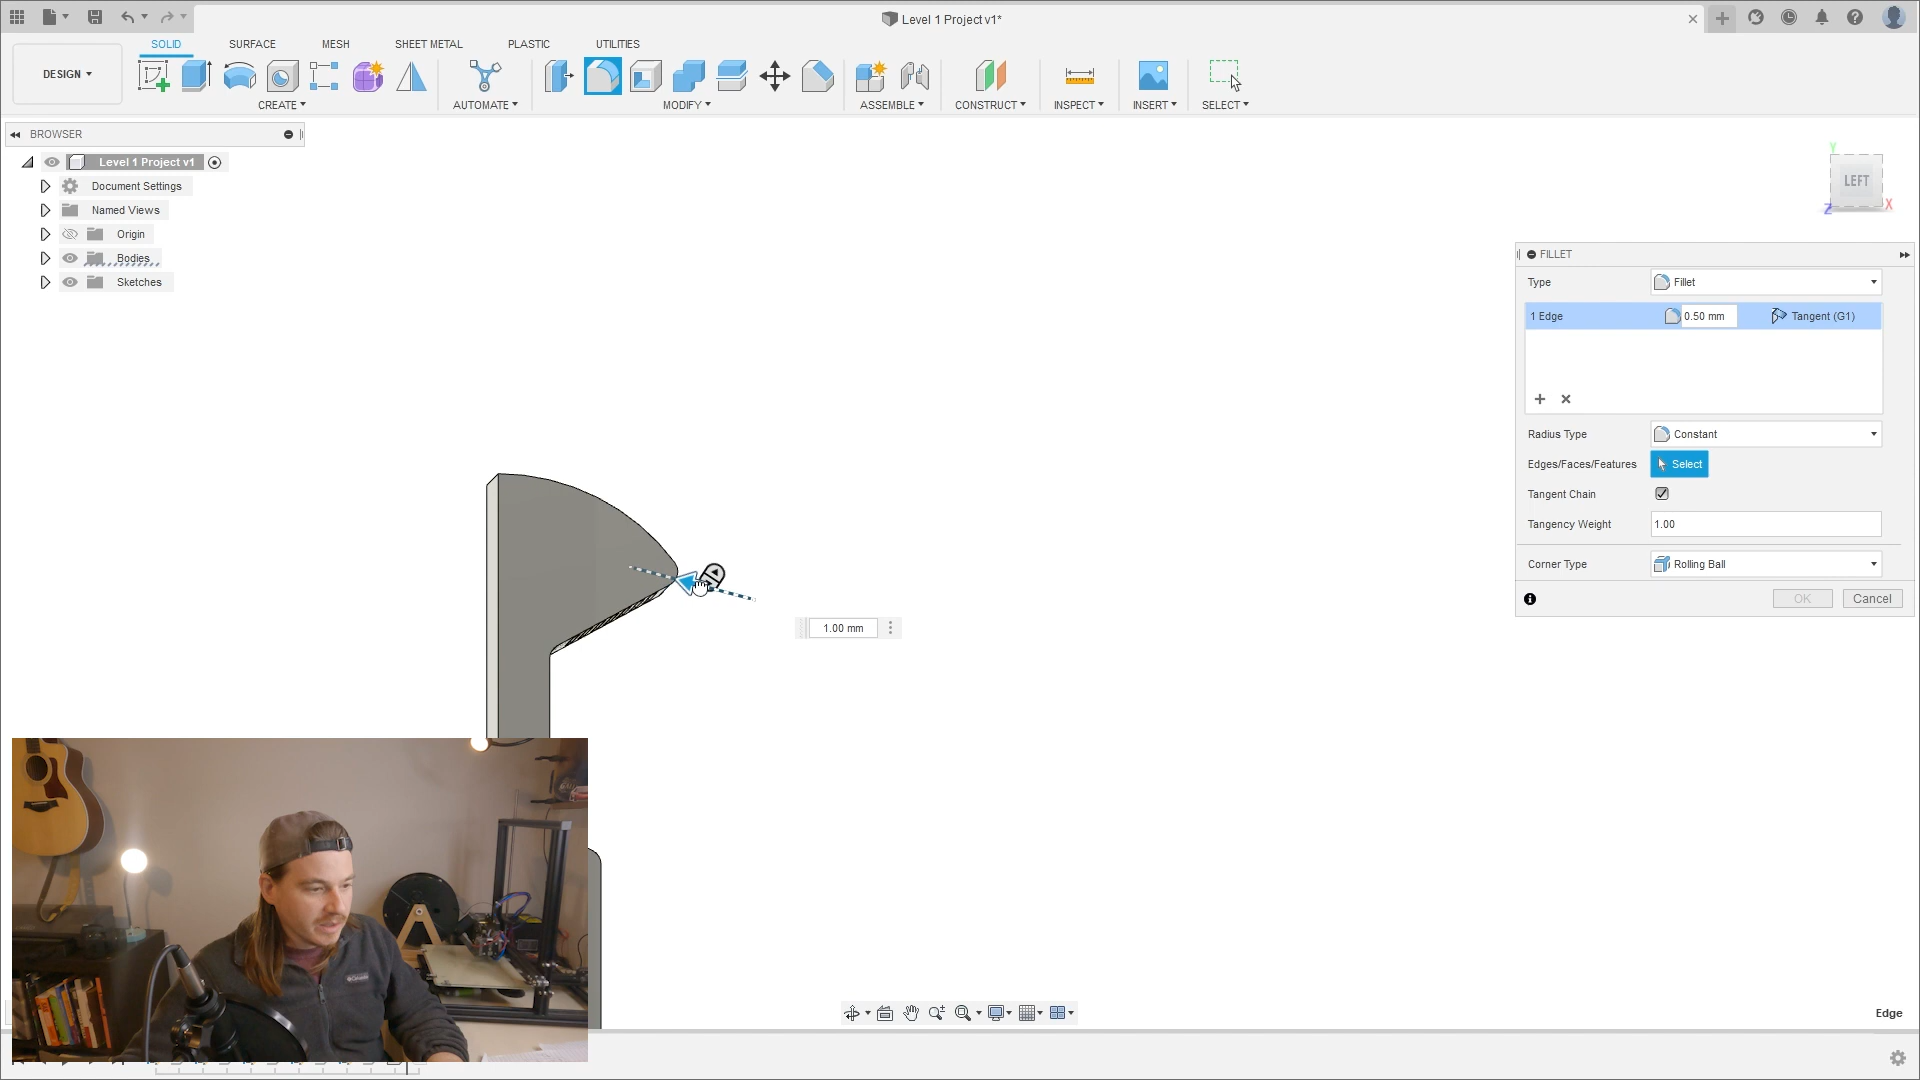 Level 1 Project v1*
SOLID
SURFACE
MESH
SHEET METAL
PLASTIC
UTILITIES
DESIGN
CREATE
AUTOMATE
MODIFY
ASSEMBLE
CONSTRUCT
INSPECT
INSERT
SELECT
BROWSER
Level 1 Project v1
Document Settings
Named Views
Origin
Bodies
Sketches
Y
LEFT
Z
X
FILLET
Type
Fillet
1 Edge
0.50 mm
Tangent (G1)
Radius Type
Constant
Edges/Faces/Features
Select
Tangent Chain
Tangency Weight
1.00
Corner Type
Rolling Ball
OK
Cancel
1.00 mm
Edge